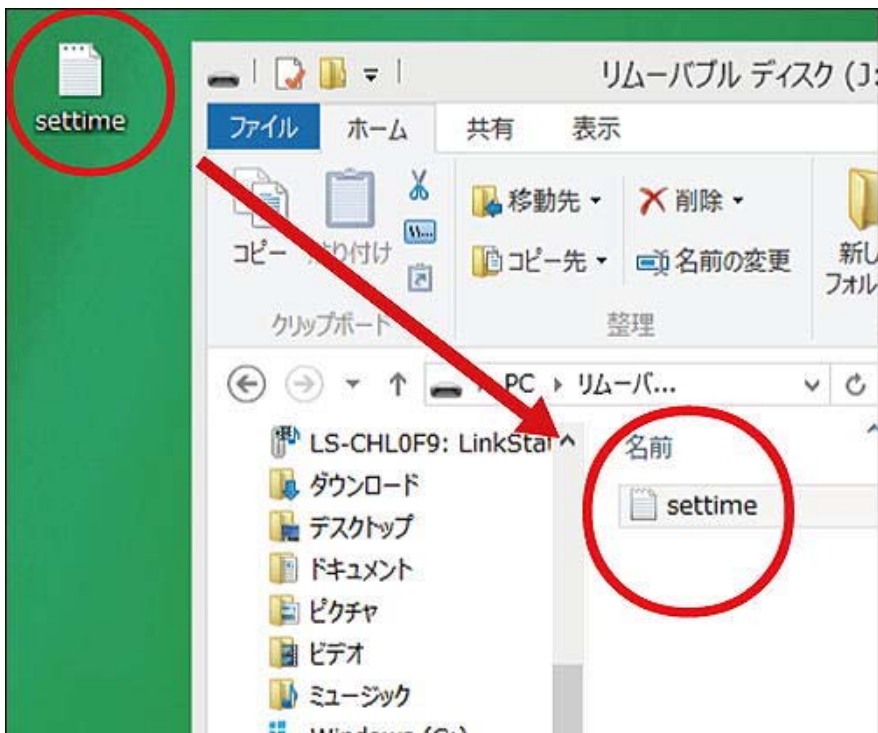 settime
リムーバブル ディスク (J:
ファイル ホーム 共有 表示
コピー 貼り付け
移動先
コピー先
削除
名前の変更
新し
フォル
クリップボード
整理
PC リムーバ...
LS-CHL0F9: LinkStat
ダウンロード
デスクトップ
ドキュメント
ピクチャ
ビデオ
ミュージック
Windows (C:)
名前
settime